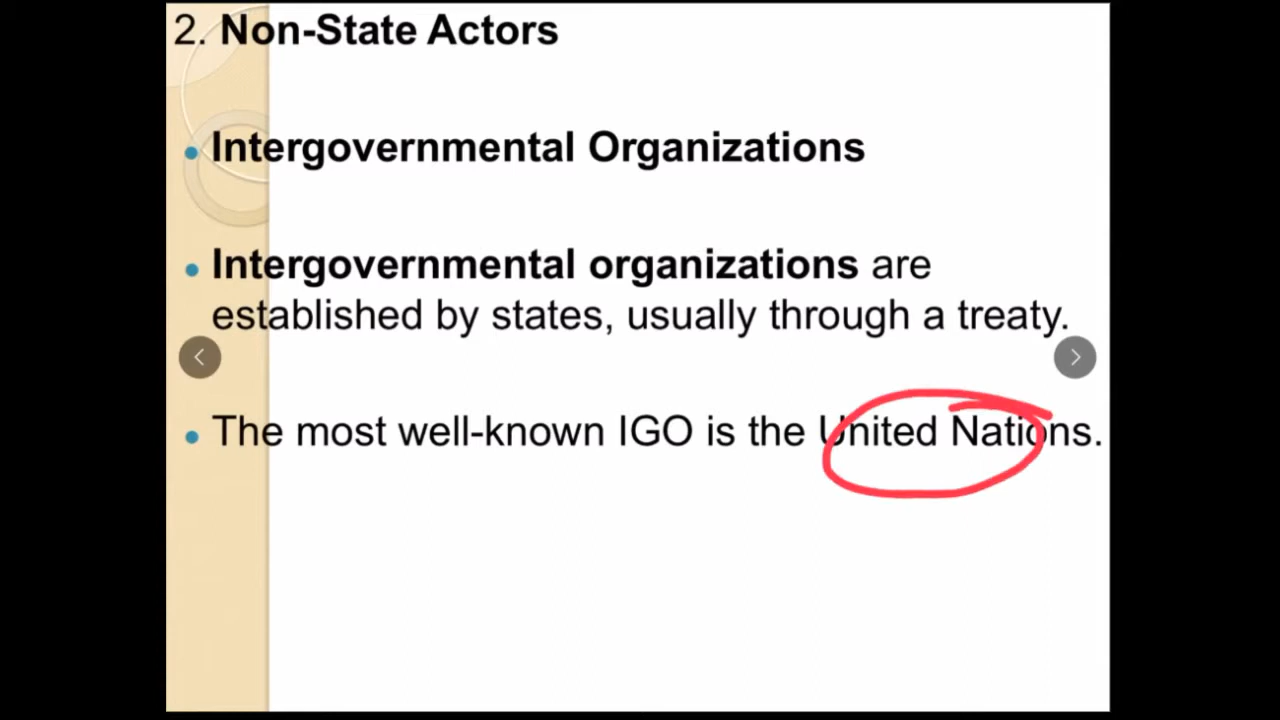 2. Non-State Actors
Intergovernmental Organizations
Intergovernmental organizations are
established by states, usually through a treaty.
The most well-known IGO is the United Nations.